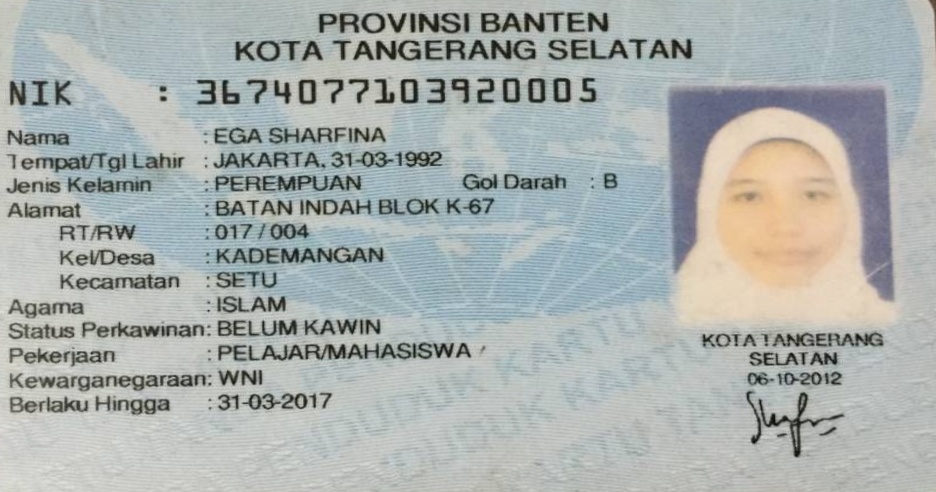 PROVINSI BANTEN
KOTA TANGERANG SELATAN
NIK : 3674077103920005
Nama : EGA SHARFINA
Tempat/Tgl Lahir : JAKARTA, 31-03-1992
Jenis Kelamin : PEREMPUAN Gol Darah : B
Alamat : BATAN INDAH BLOK K-67
RT/RW : 017 / 004
Kel/Desa : KADEMANGAN
Kecamatan : SETU
Agama : ISLAM
Status Perkawinan: BELUM KAWIN
Pekerjaan : PELAJAR/MAHASISWA
Kewarganegaraan: WNI
Berlaku Hingga : 31-03-2017
KOTA TANGERANG
SELATAN
06-10-2012